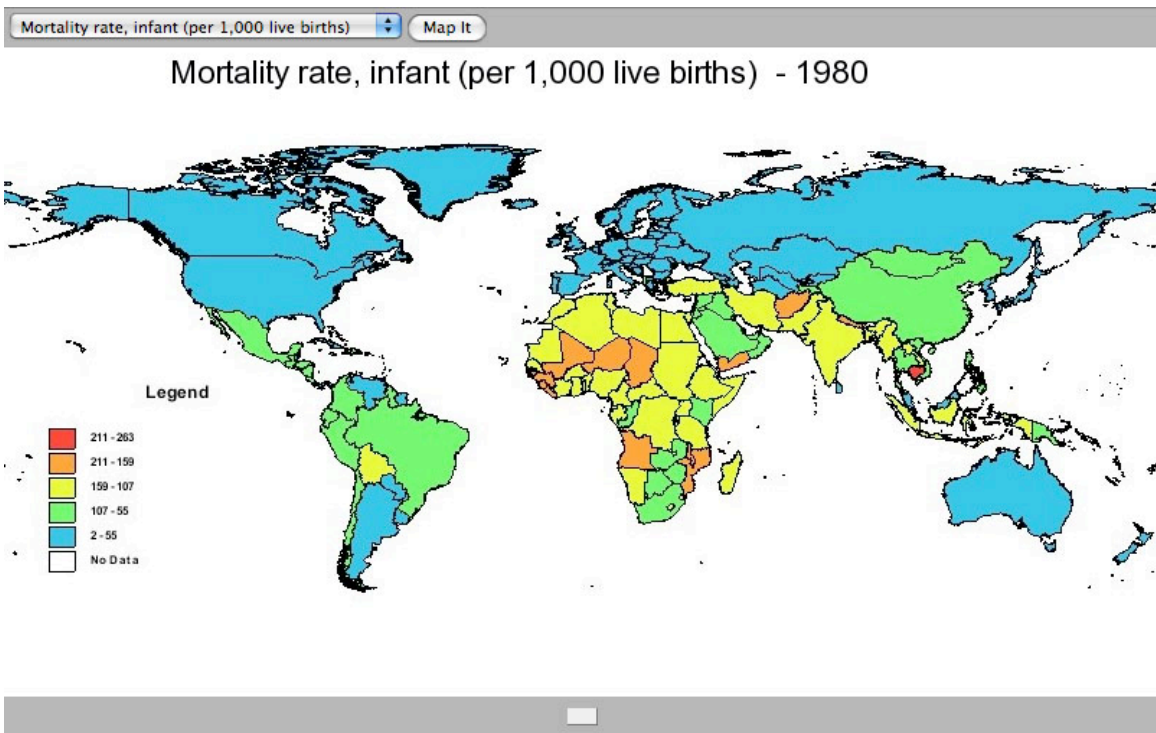 Mortality rate, infant (per 1,000 live births) Map It
Mortality rate, infant (per 1,000 live births) - 1980
Legend
211 - 263
211 - 159
159 - 107
107 - 55
2 - 55
No Data